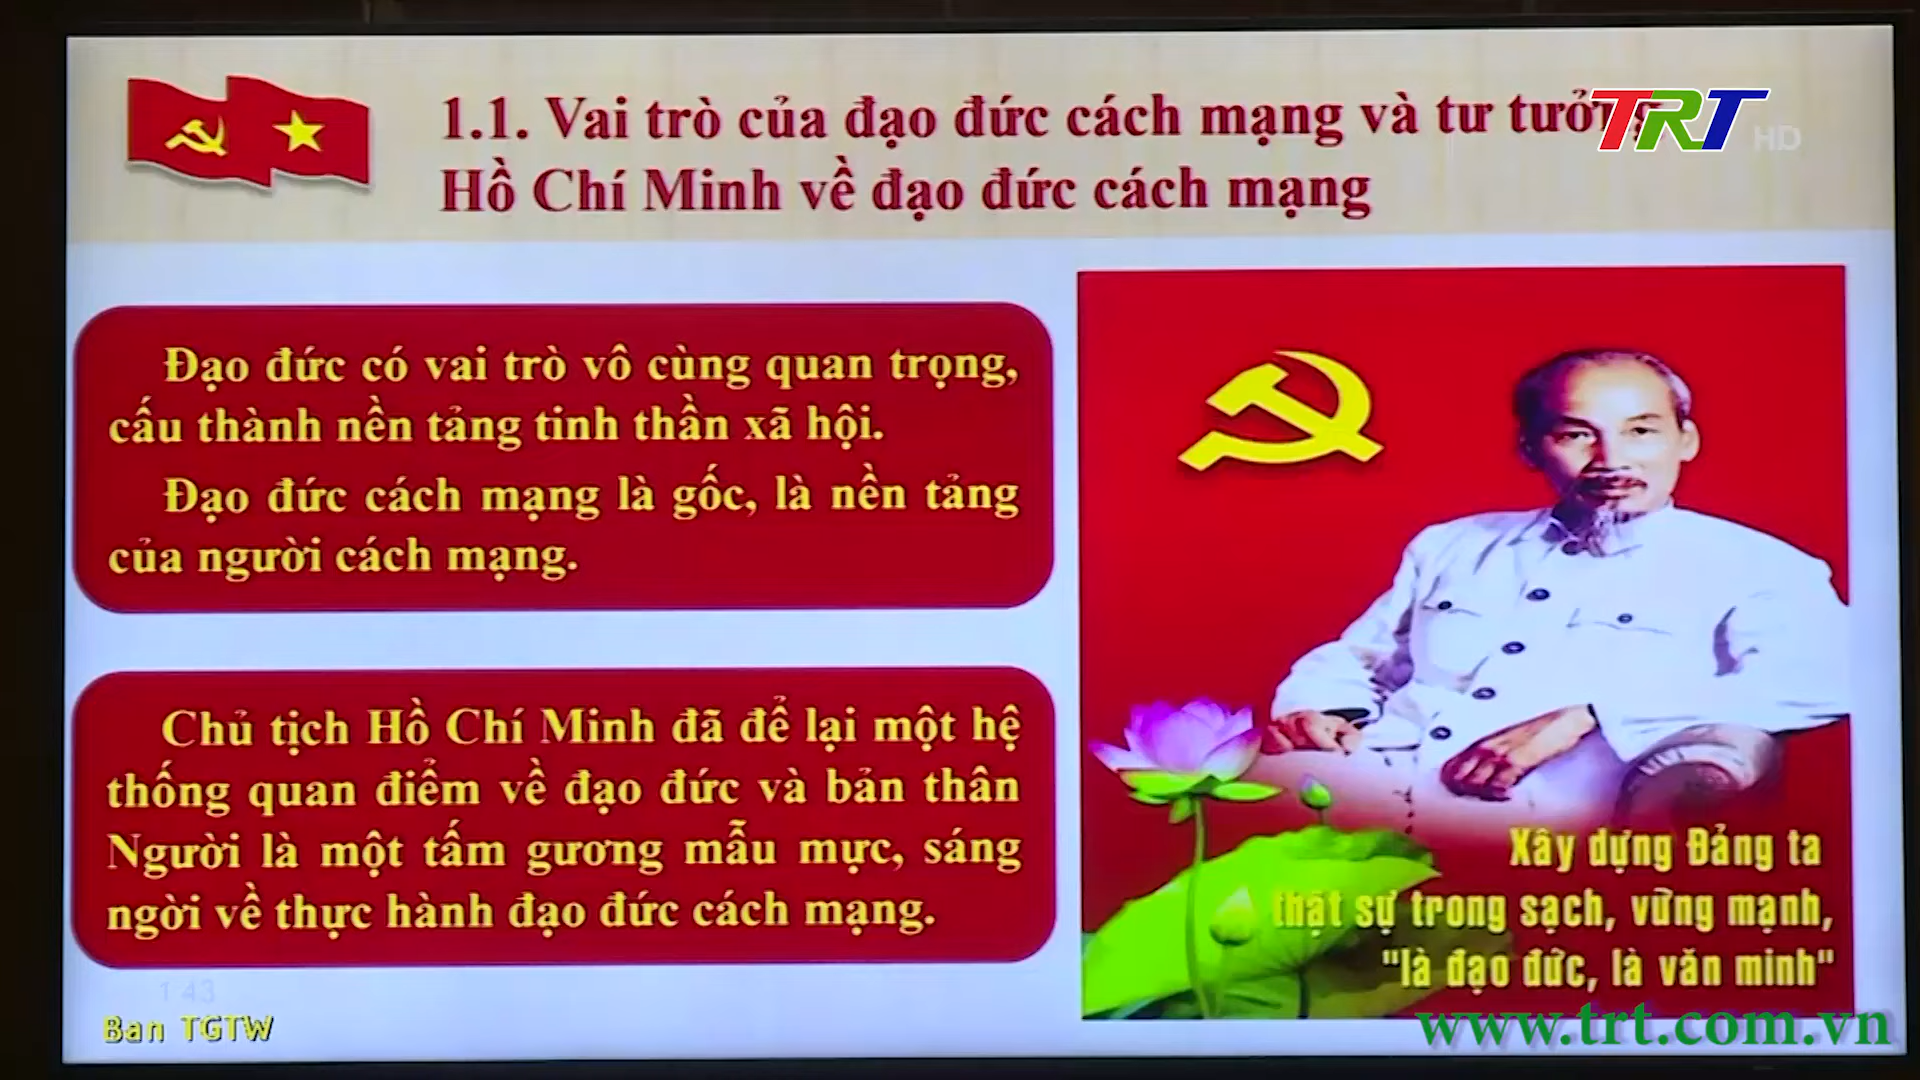 1.1. Vai trò của đạo đức cách mạng và tư tưởng
Hồ Chí Minh về đạo đức cách mạng
TRT HD
Đạo đức có vai trò vô cùng quan trọng,
cấu thành nền tảng tinh thần xã hội.
Đạo đức cách mạng là gốc, là nền tảng
của người cách mạng.
Chủ tịch Hồ Chí Minh đã để lại một hệ
thống quan điểm về đạo đức và bản thân
Người là một tấm gương mẫu mực, sáng
ngời về thực hành đạo đức cách mạng.
Xây dựng Đảng ta
thật sự trong sạch, vững mạnh,
"là đạo đức, là văn minh"
1 43
Ban TGTW
www.trt.com.vn